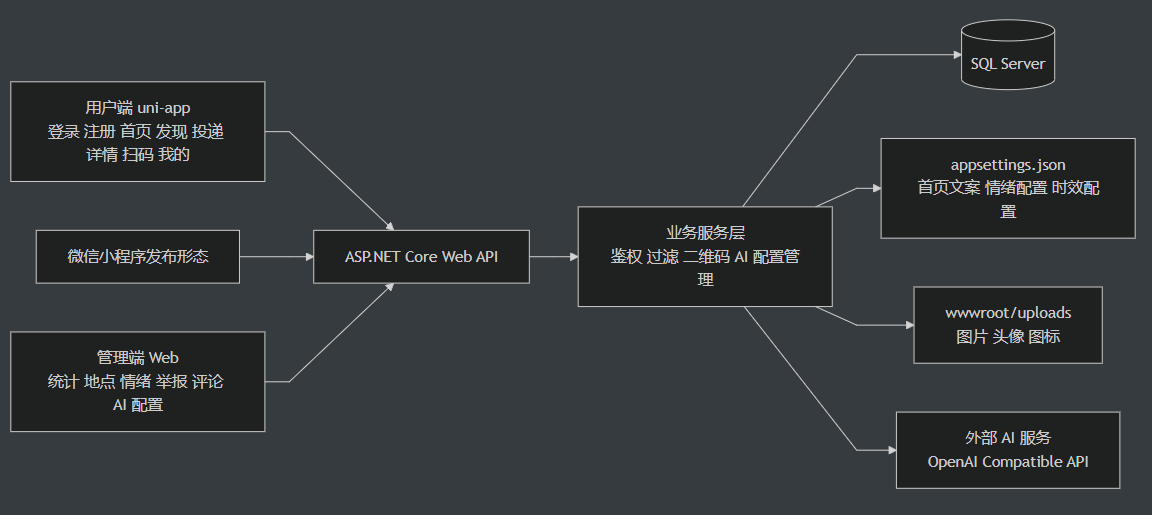 用户端 uni-app
登录 注册 首页 发现 投递
详情 扫码 我的
微信小程序发布形态
管理端 Web
统计 地点 情绪 举报 评论
AI 配置
ASP.NET Core Web API
业务服务层
鉴权 过滤 二维码 AI 配置管
理
SQL Server
appsettings.json
首页文案 情绪配置 时效配
置
wwwroot/uploads
图片 头像 图标
外部 AI 服务
OpenAI Compatible API